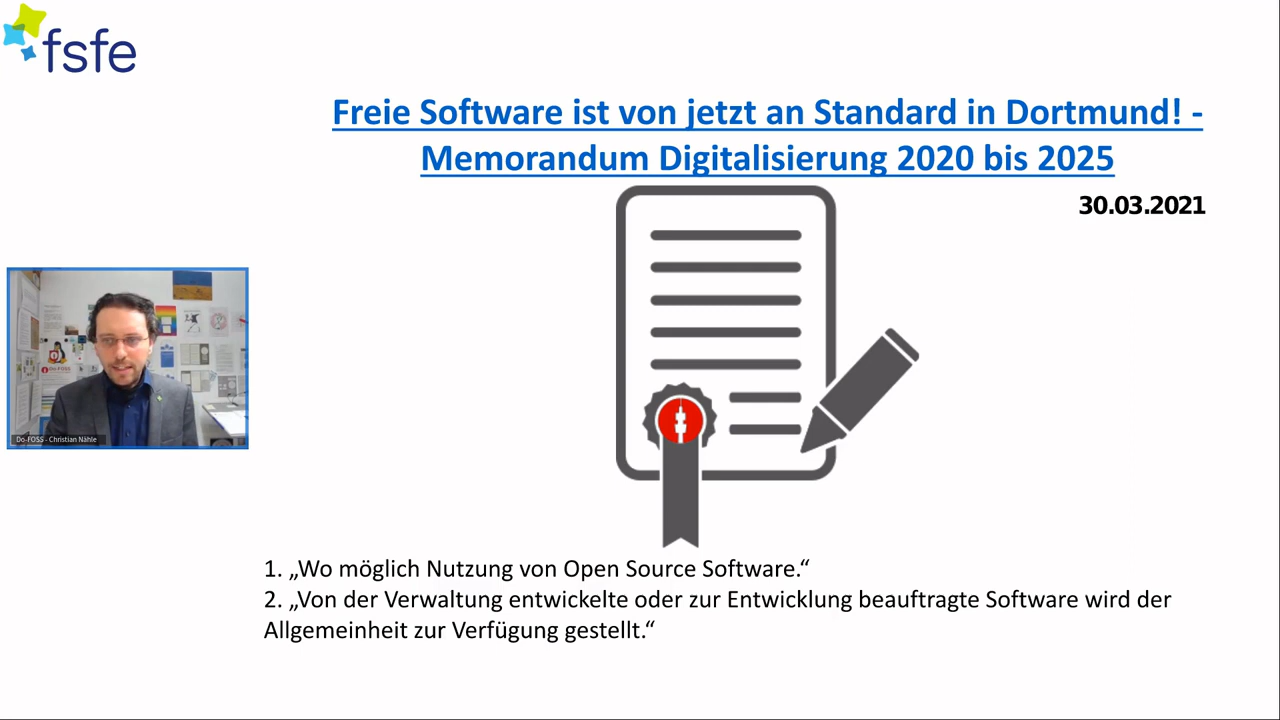 fsfe
Freie Software ist von jetzt an Standard in Dortmund! -
Memorandum Digitalisierung 2020 bis 2025
30.03.2021
Do-FOSS
Do-FOSS - Christian Nähle
1. „Wo möglich Nutzung von Open Source Software.“
2. „Von der Verwaltung entwickelte oder zur Entwicklung beauftragte Software wird der
Allgemeinheit zur Verfügung gestellt.“